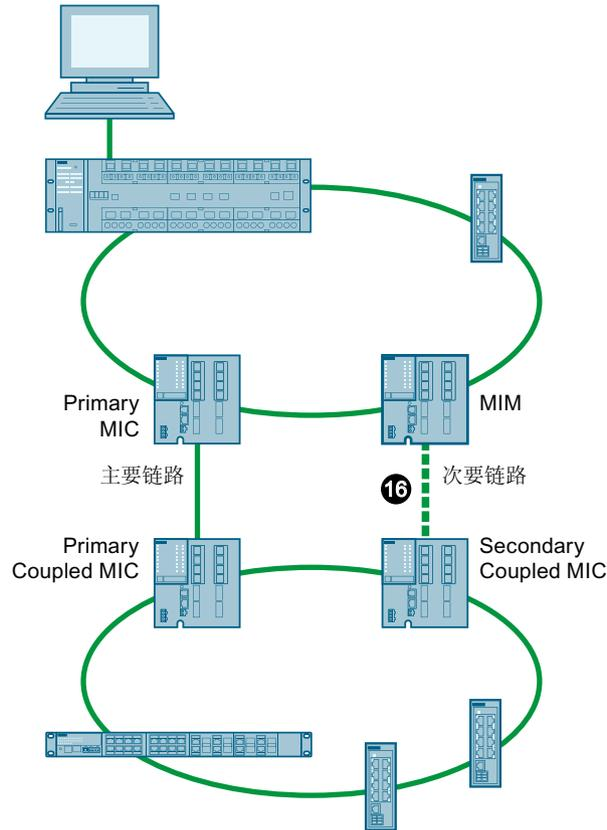 Primary
MIC
MIM
主要链路
16
次要链路
Primary
Coupled MIC
Secondary
Coupled MIC